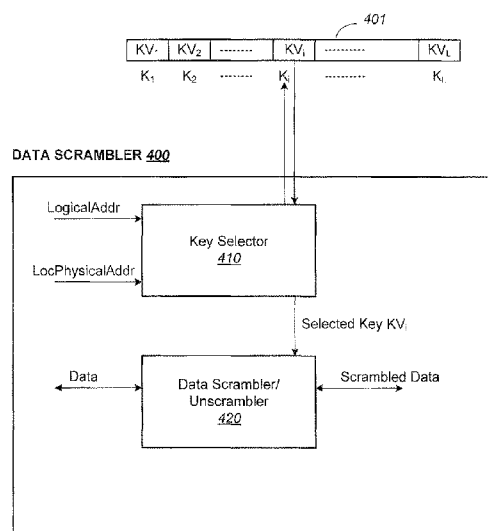 401
KV1 KV2 -------- KVi -------- KVL
K1 K2 -------- Ki -------- KL
DATA SCRAMBLER 400
LogicalAddr
Key Selector
410
LocPhysicalAddr
Selected Key KVi
Data
Data Scrambler/
Unscrambler
420
Scrambled Data